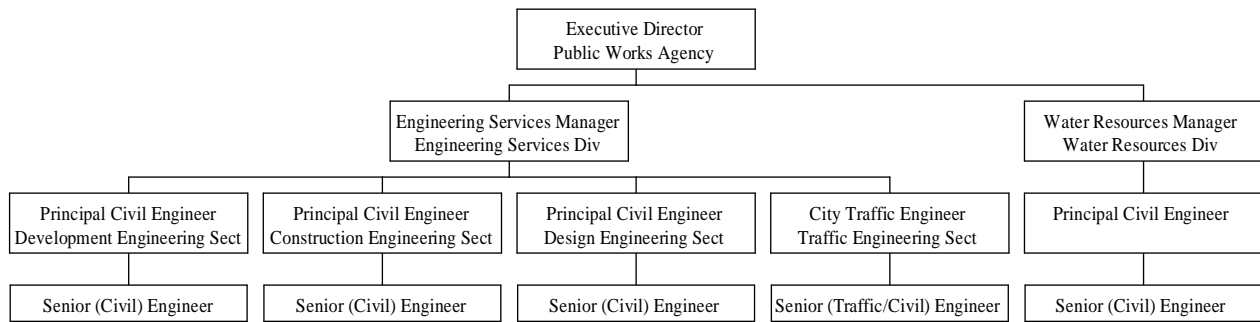 Executive Director
Public Works Agency
Engineering Services Manager
Engineering Services Div
Water Resources Manager
Water Resources Div
Principal Civil Engineer
Development Engineering Sect
Principal Civil Engineer
Construction Engineering Sect
Principal Civil Engineer
Design Engineering Sect
City Traffic Engineer
Traffic Engineering Sect
Principal Civil Engineer
Senior (Civil) Engineer
Senior (Civil) Engineer
Senior (Civil) Engineer
Senior (Traffic/Civil) Engineer
Senior (Civil) Engineer